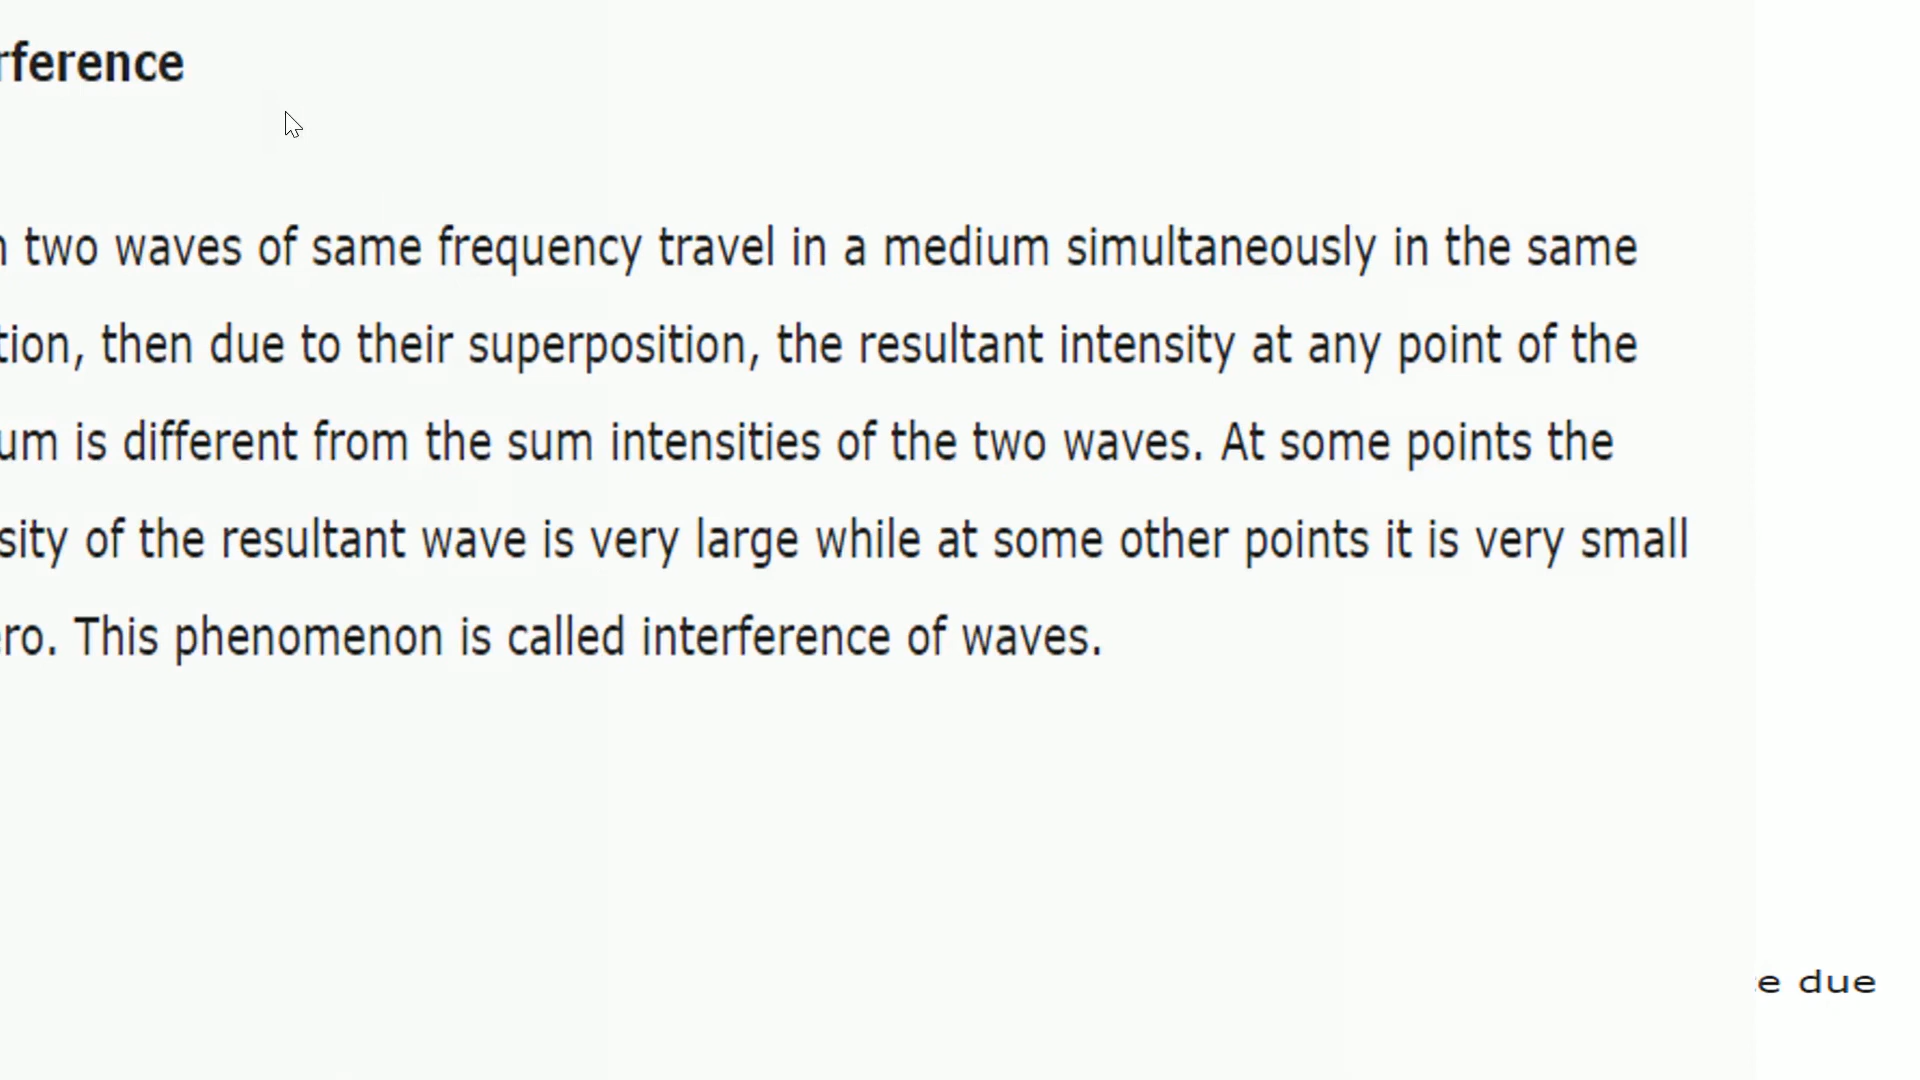 rference
two waves of same frequency travel in a medium simultaneously in the same
tion, then due to their superposition, the resultant intensity at any point of the
um is different from the sum intensities of the two waves. At some points the
sity of the resultant wave is very large while at some other points it is very small
ero. This phenomenon is called interference of waves.
e due